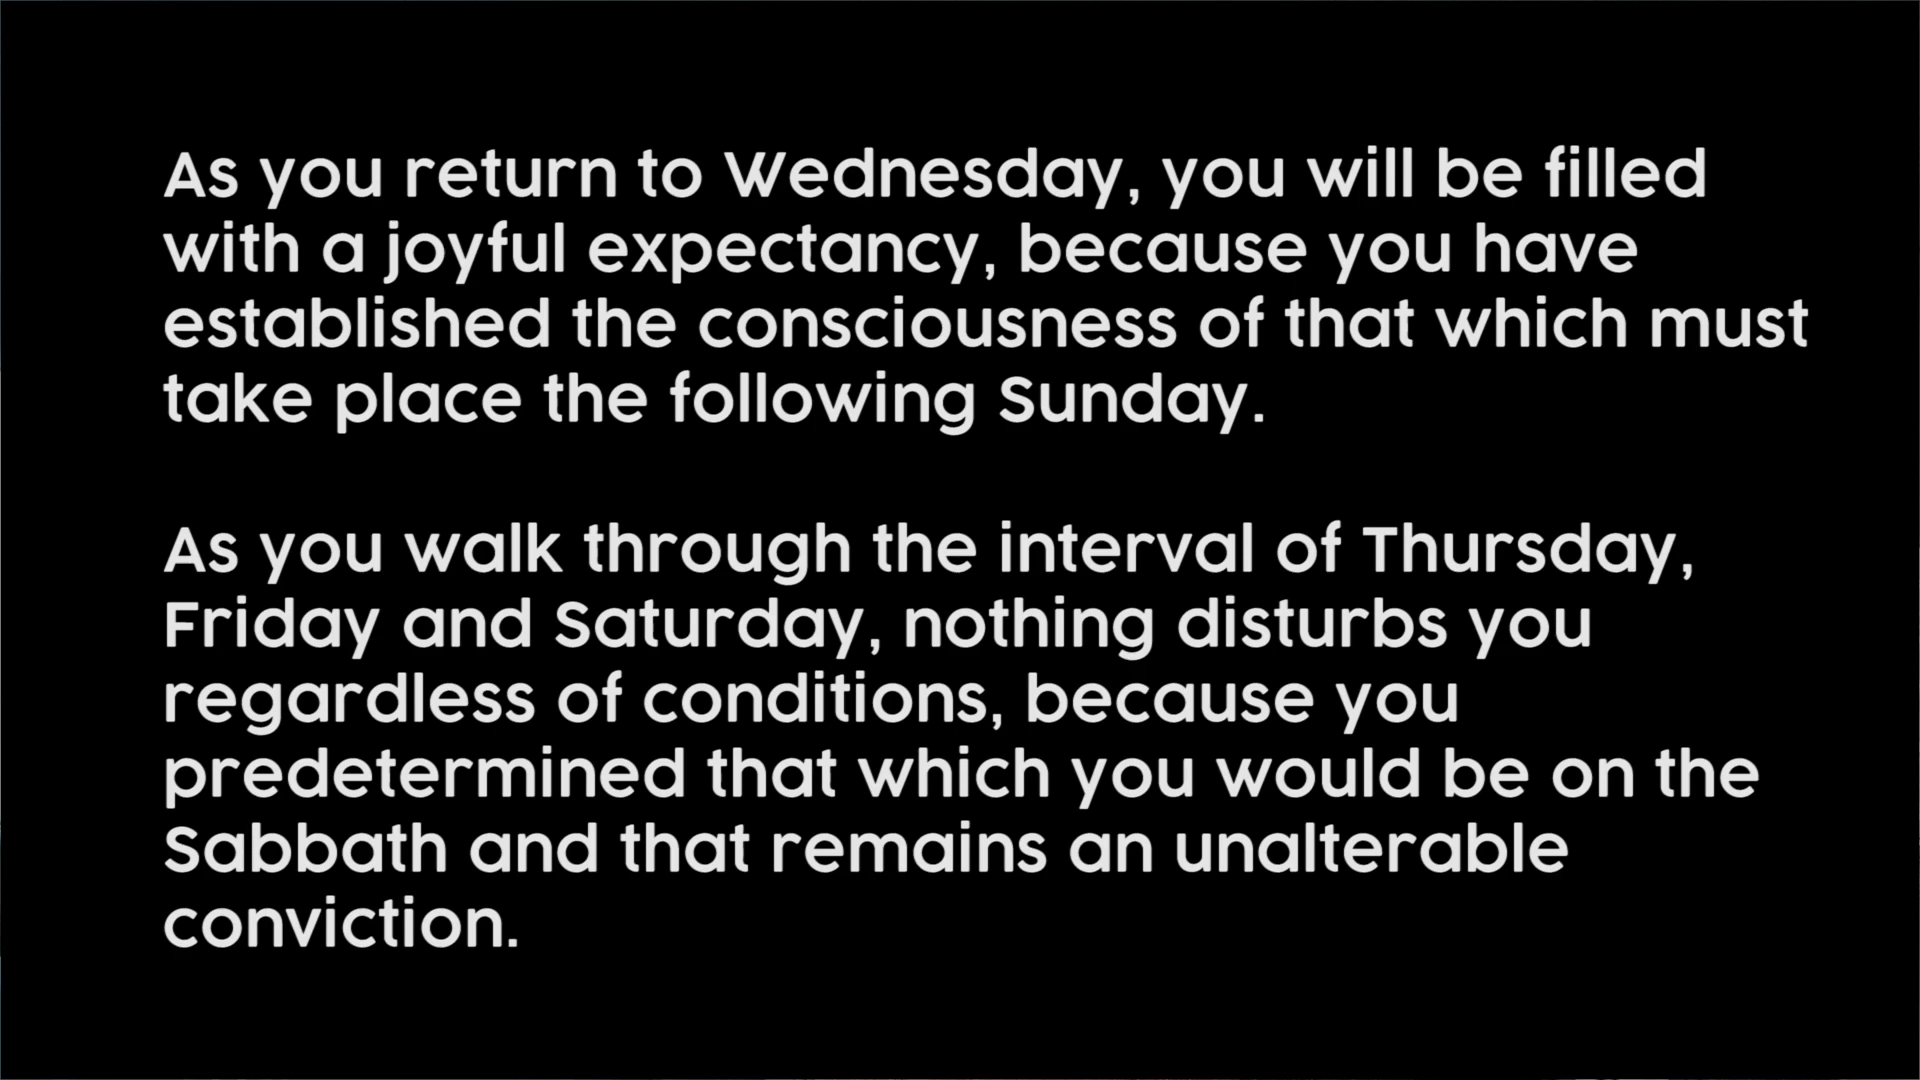 As you return to Wednesday, you will be filled
with a joyful expectancy, because you have
established the consciousness of that which must
take place the following Sunday.
As you walk through the interval of Thursday,
Friday and Saturday, nothing disturbs you
regardless of conditions, because you
predetermined that which you would be on the
Sabbath and that remains an unalterable
conviction.